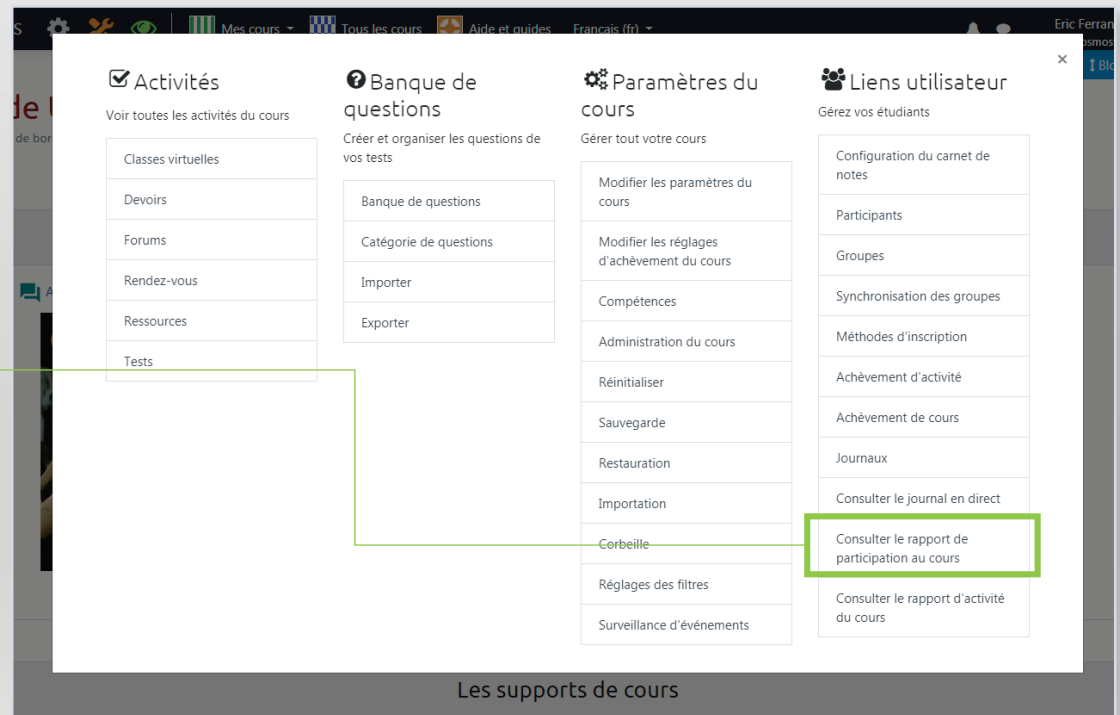 S
Mes cours
Tous les cours
Aide et guides
Français (fr)
Eric Ferran
osmos
Blo
de
de bor
A
×
Activités
Voir toutes les activités du cours
Classes virtuelles
Devoirs
Forums
Rendez-vous
Ressources
Tests
Banque de
questions
Créer et organiser les questions de
vos tests
Banque de questions
Catégorie de questions
Importer
Exporter
Paramètres du
cours
Gérer tout votre cours
Modifier les paramètres du
cours
Modifier les réglages
d'achèvement du cours
Compétences
Administration du cours
Réinitialiser
Sauvegarde
Restauration
Importation
Corbeille
Réglages des filtres
Surveillance d'événements
Liens utilisateur
Gérez vos étudiants
Configuration du carnet de
notes
Participants
Groupes
Synchronisation des groupes
Méthodes d'inscription
Achèvement d'activité
Achèvement de cours
Journaux
Consulter le journal en direct
Consulter le rapport de
participation au cours
Consulter le rapport d'activité
du cours
Les supports de cours